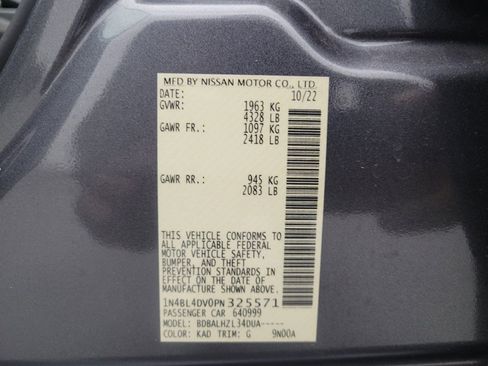 MFD BY NISSAN MOTOR CO., LTD.
DATE: 10/22
GVWR: 1963 KG
4328 LB
GAWR FR.: 1097 KG
2418 LB
GAWR RR.: 945 KG
2083 LB
THIS VEHICLE CONFORMS TO
ALL APPLICABLE FEDERAL
MOTOR VEHICLE SAFETY,
BUMPER, AND THEFT
PREVENTION STANDARDS IN
EFFECT ON THE DATE OF
MANUFACTURE SHOWN ABOVE.
1N4BL4DV0PN325571
PASSENGER CAR 640999
MODEL: BDBALHZL34DUA-----
COLOR: KAD TRIM: G 9N00A